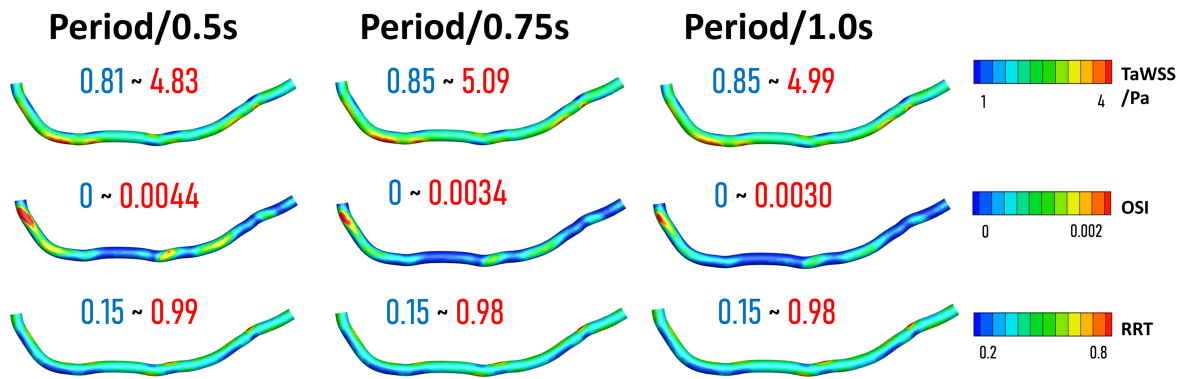 Period/0.5s Period/0.75s Period/1.0s
0.81 ~ 4.83 0.85 ~ 5.09 0.85 ~ 4.99
TaWSS
/Pa
1 4
0 ~ 0.0044 0 ~ 0.0034 0 ~ 0.0030
OSI
0 0.002
0.15 ~ 0.99 0.15 ~ 0.98 0.15 ~ 0.98
RRT
0.2 0.8